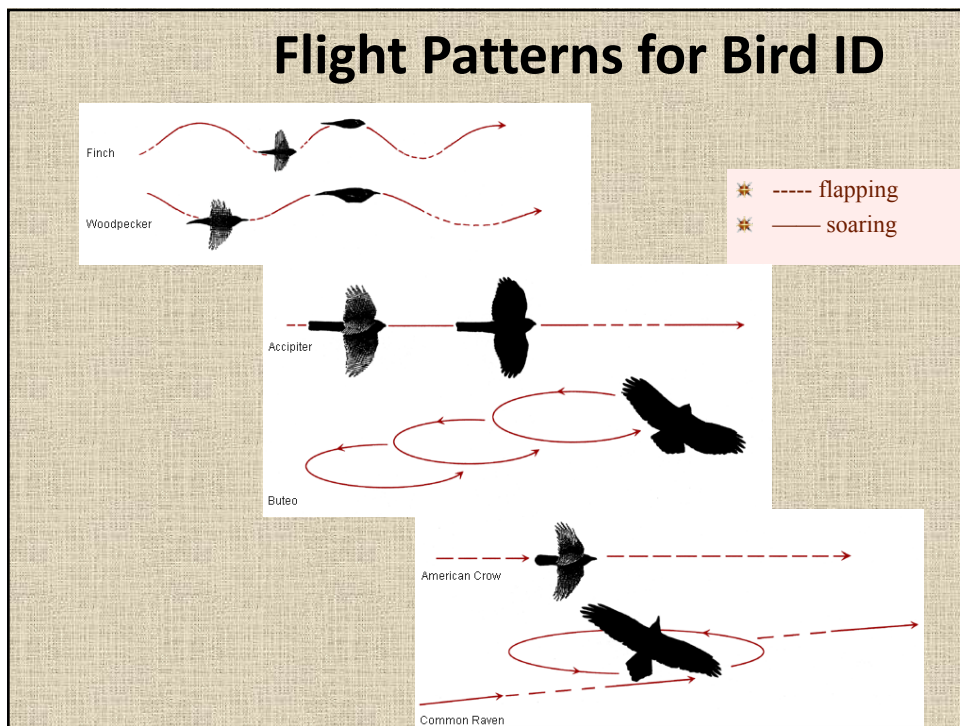 Flight Patterns for Bird ID
Finch
Woodpecker
----- flapping
—— soaring
Accipiter
Buteo
American Crow
Common Raven